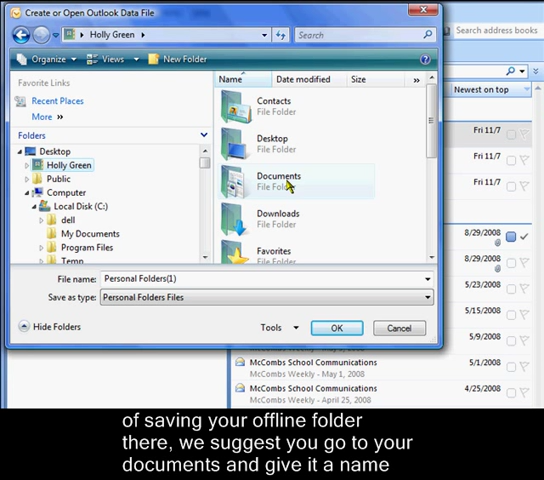 Create or Open Outlook Data File
Holly Green
Search
Search address books
Organize
Views
New Folder
Favorite Links
Recent Places
More »
Folders
Desktop
Holly Green
Public
Computer
Local Disk (C:)
dell
My Documents
Program Files
Temp
Name
Date modified
Size
»
Contacts
File Folder
Desktop
File Folder
Documents
File Folder
Downloads
File Folder
Favorites
File Folder
File name:
Personal Folders(1)
Save as type:
Personal Folders Files
Hide Folders
Tools
OK
Cancel
Newest on top
Fri 11/7
Fri 11/7
Fri 11/7
8/29/2008
8/29/2008
5/23/2008
5/15/2008
5/9/2008
McCombs School Communications
5/1/2008
McCombs Weekly - May 1, 2008
McCombs School Communications
4/25/2008
McCombs Weekly - April 25, 2008
of saving your offline folder
there, we suggest you go to your
documents and give it a name